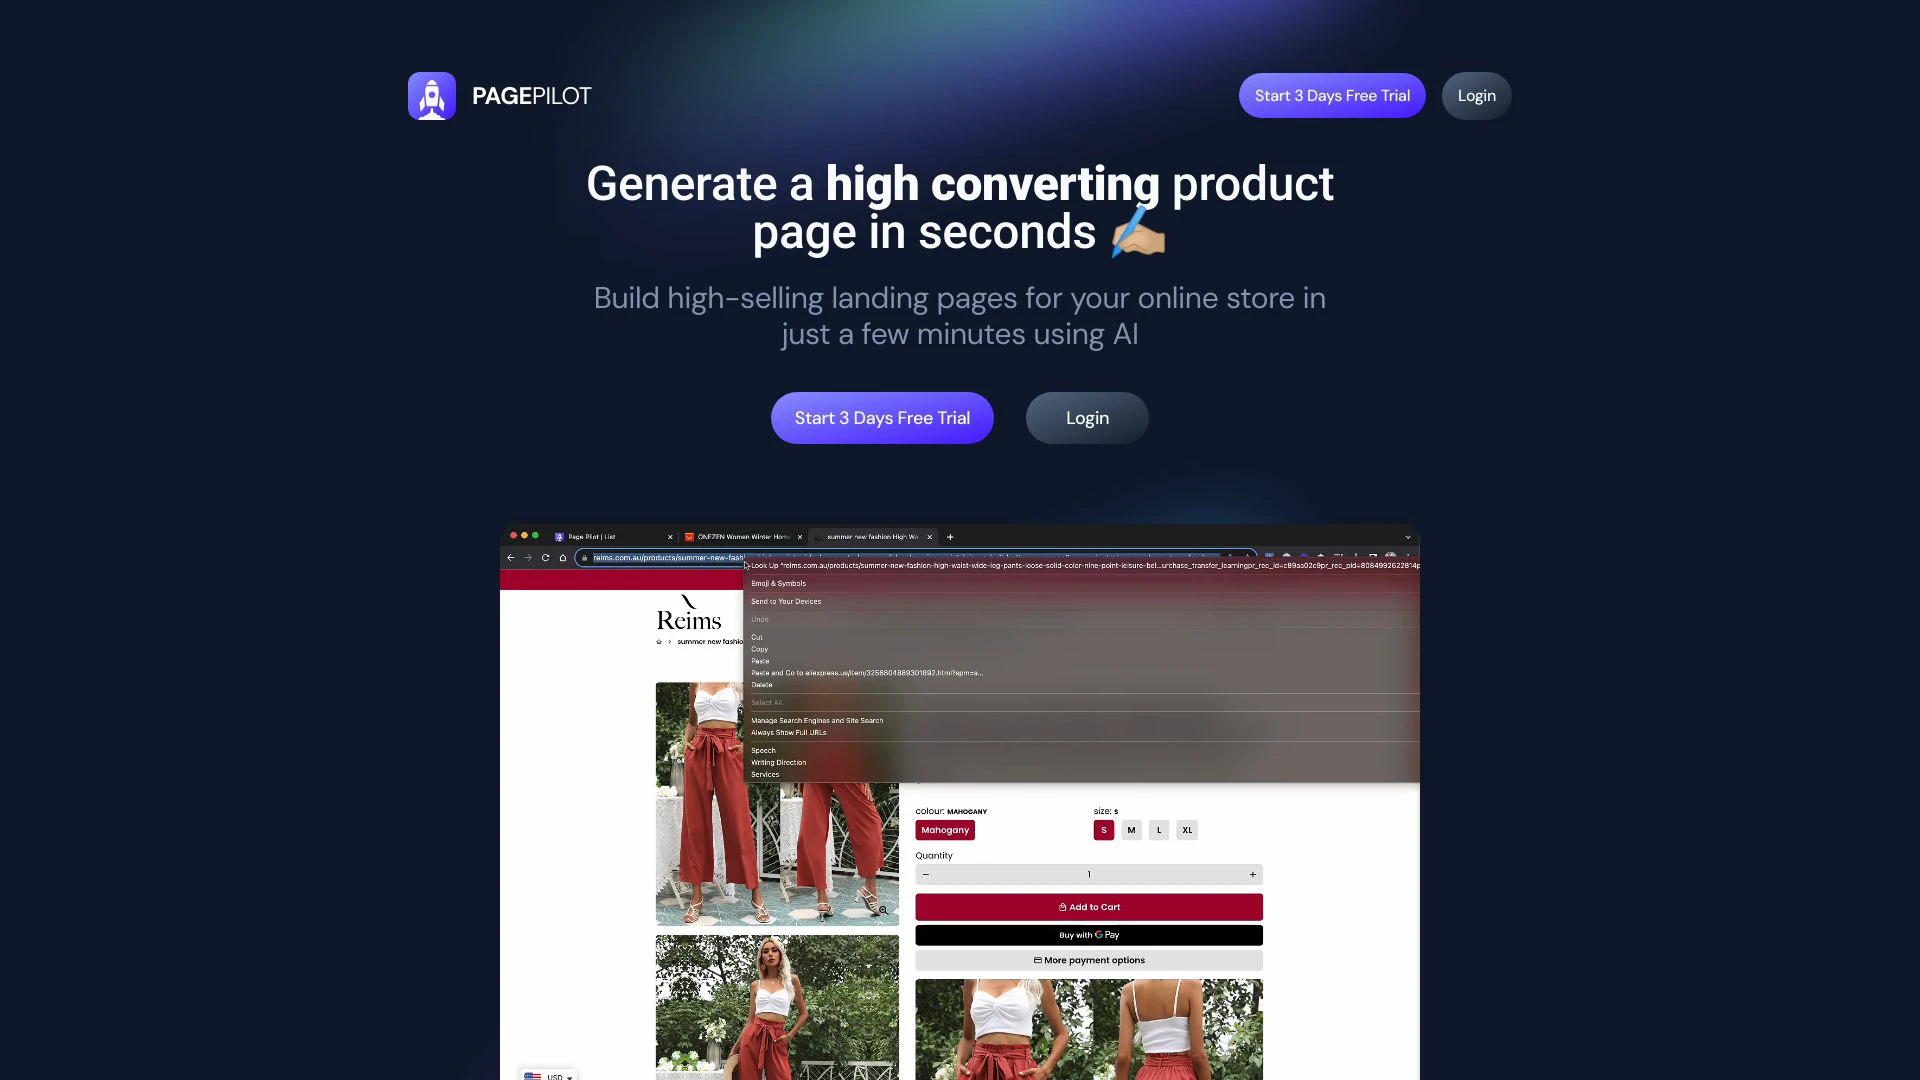 PAGEPILOT
Start 3 Days Free Trial
Login
Generate a high converting product
page in seconds ✍🏼
Build high-selling landing pages for your online store in
just a few minutes using AI
Start 3 Days Free Trial
Login
Page Pilot | List
ONEZEN Women Winter Hom
summer new fashion High Wa
reims.com.au/products/summer-new-fash
Look Up "reims.com.au/products/summer-new-fashion-high-waist-wide-leg-pants-loose-solid-color-nine-point-leisure-bel...urchase_transfer_learningpr_rec_id=c89aa02c9pr_rec_pid=8084992622814p
Emoji & Symbols
Send to Your Devices
Undo
Reims
summer new fashio
Cut
Copy
Paste
Paste and Go to aliexpress.us/item/3256804889301892.html?spm=a...
Delete
Select All
Manage Search Engines and Site Search
Always Show Full URLs
Speech
Writing Direction
Services
colour: MAHOGANY
size: S
Mahogany
S
M
L
XL
Quantity
− 1 +
Add to Cart
Buy with G Pay
More payment options
USD